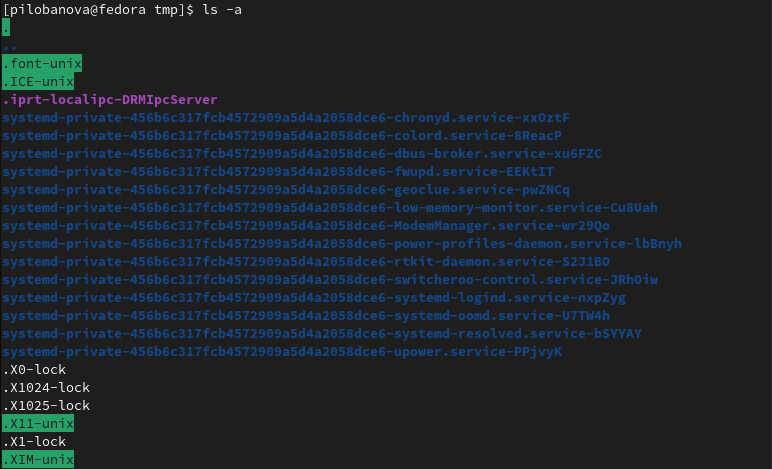 [pilobanova@fedora tmp]$ ls -a
.
..
.font-unix
.ICE-unix
.iprt-localipc-DRMIpcServer
systemd-private-456b6c317fcb4572909a5d4a2058dce6-chronyd.service-xxOztF
systemd-private-456b6c317fcb4572909a5d4a2058dce6-colord.service-8ReacP
systemd-private-456b6c317fcb4572909a5d4a2058dce6-dbus-broker.service-xu6FZC
systemd-private-456b6c317fcb4572909a5d4a2058dce6-fwupd.service-EEKtIT
systemd-private-456b6c317fcb4572909a5d4a2058dce6-geoclue.service-pwZNCq
systemd-private-456b6c317fcb4572909a5d4a2058dce6-low-memory-monitor.service-Cu8Uah
systemd-private-456b6c317fcb4572909a5d4a2058dce6-ModemManager.service-wr29Qo
systemd-private-456b6c317fcb4572909a5d4a2058dce6-power-profiles-daemon.service-lbBnyh
systemd-private-456b6c317fcb4572909a5d4a2058dce6-rtkit-daemon.service-S2J1BO
systemd-private-456b6c317fcb4572909a5d4a2058dce6-switcheroo-control.service-JRhOiw
systemd-private-456b6c317fcb4572909a5d4a2058dce6-systemd-logind.service-nxpZyg
systemd-private-456b6c317fcb4572909a5d4a2058dce6-systemd-oomd.service-U7TW4h
systemd-private-456b6c317fcb4572909a5d4a2058dce6-systemd-resolved.service-bSYYAY
systemd-private-456b6c317fcb4572909a5d4a2058dce6-upower.service-PPjvyK
.X0-lock
.X1024-lock
.X1025-lock
.X11-unix
.X1-lock
.XIM-unix